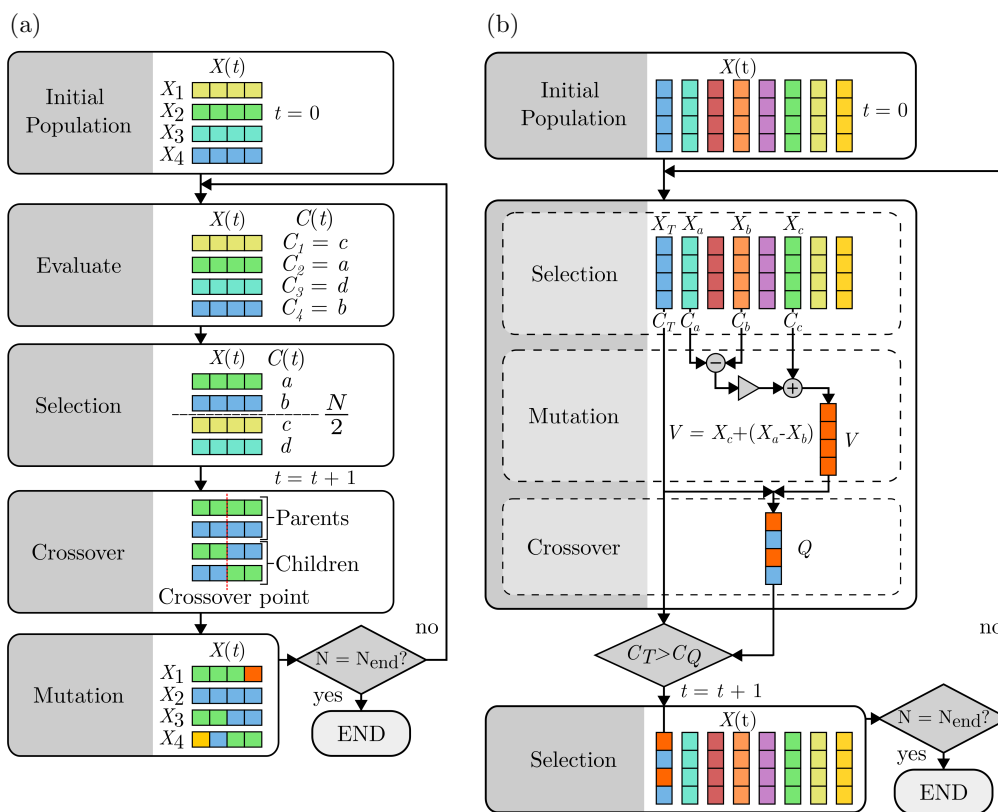 (a)
Initial
Population
X(t)
X1
X2
X3
X4
t = 0
Evaluate
X(t)
C(t)
C1 = c
C2 = a
C3 = d
C4 = b
Selection
X(t)
C(t)
a
b
c
d
N
2
t = t + 1
Crossover
Parents
Children
Crossover point
Mutation
X(t)
X1
X2
X3
X4
N = Nend?
no
yes
END
(b)
Initial
Population
X(t)
t = 0
Selection
XT Xa Xb Xc
CT Ca Cb Cc
Mutation
−
+
V = Xc+(Xa-Xb)
V
Crossover
Q
CT>CQ
t = t + 1
Selection
X(t)
no
N = Nend?
yes
END